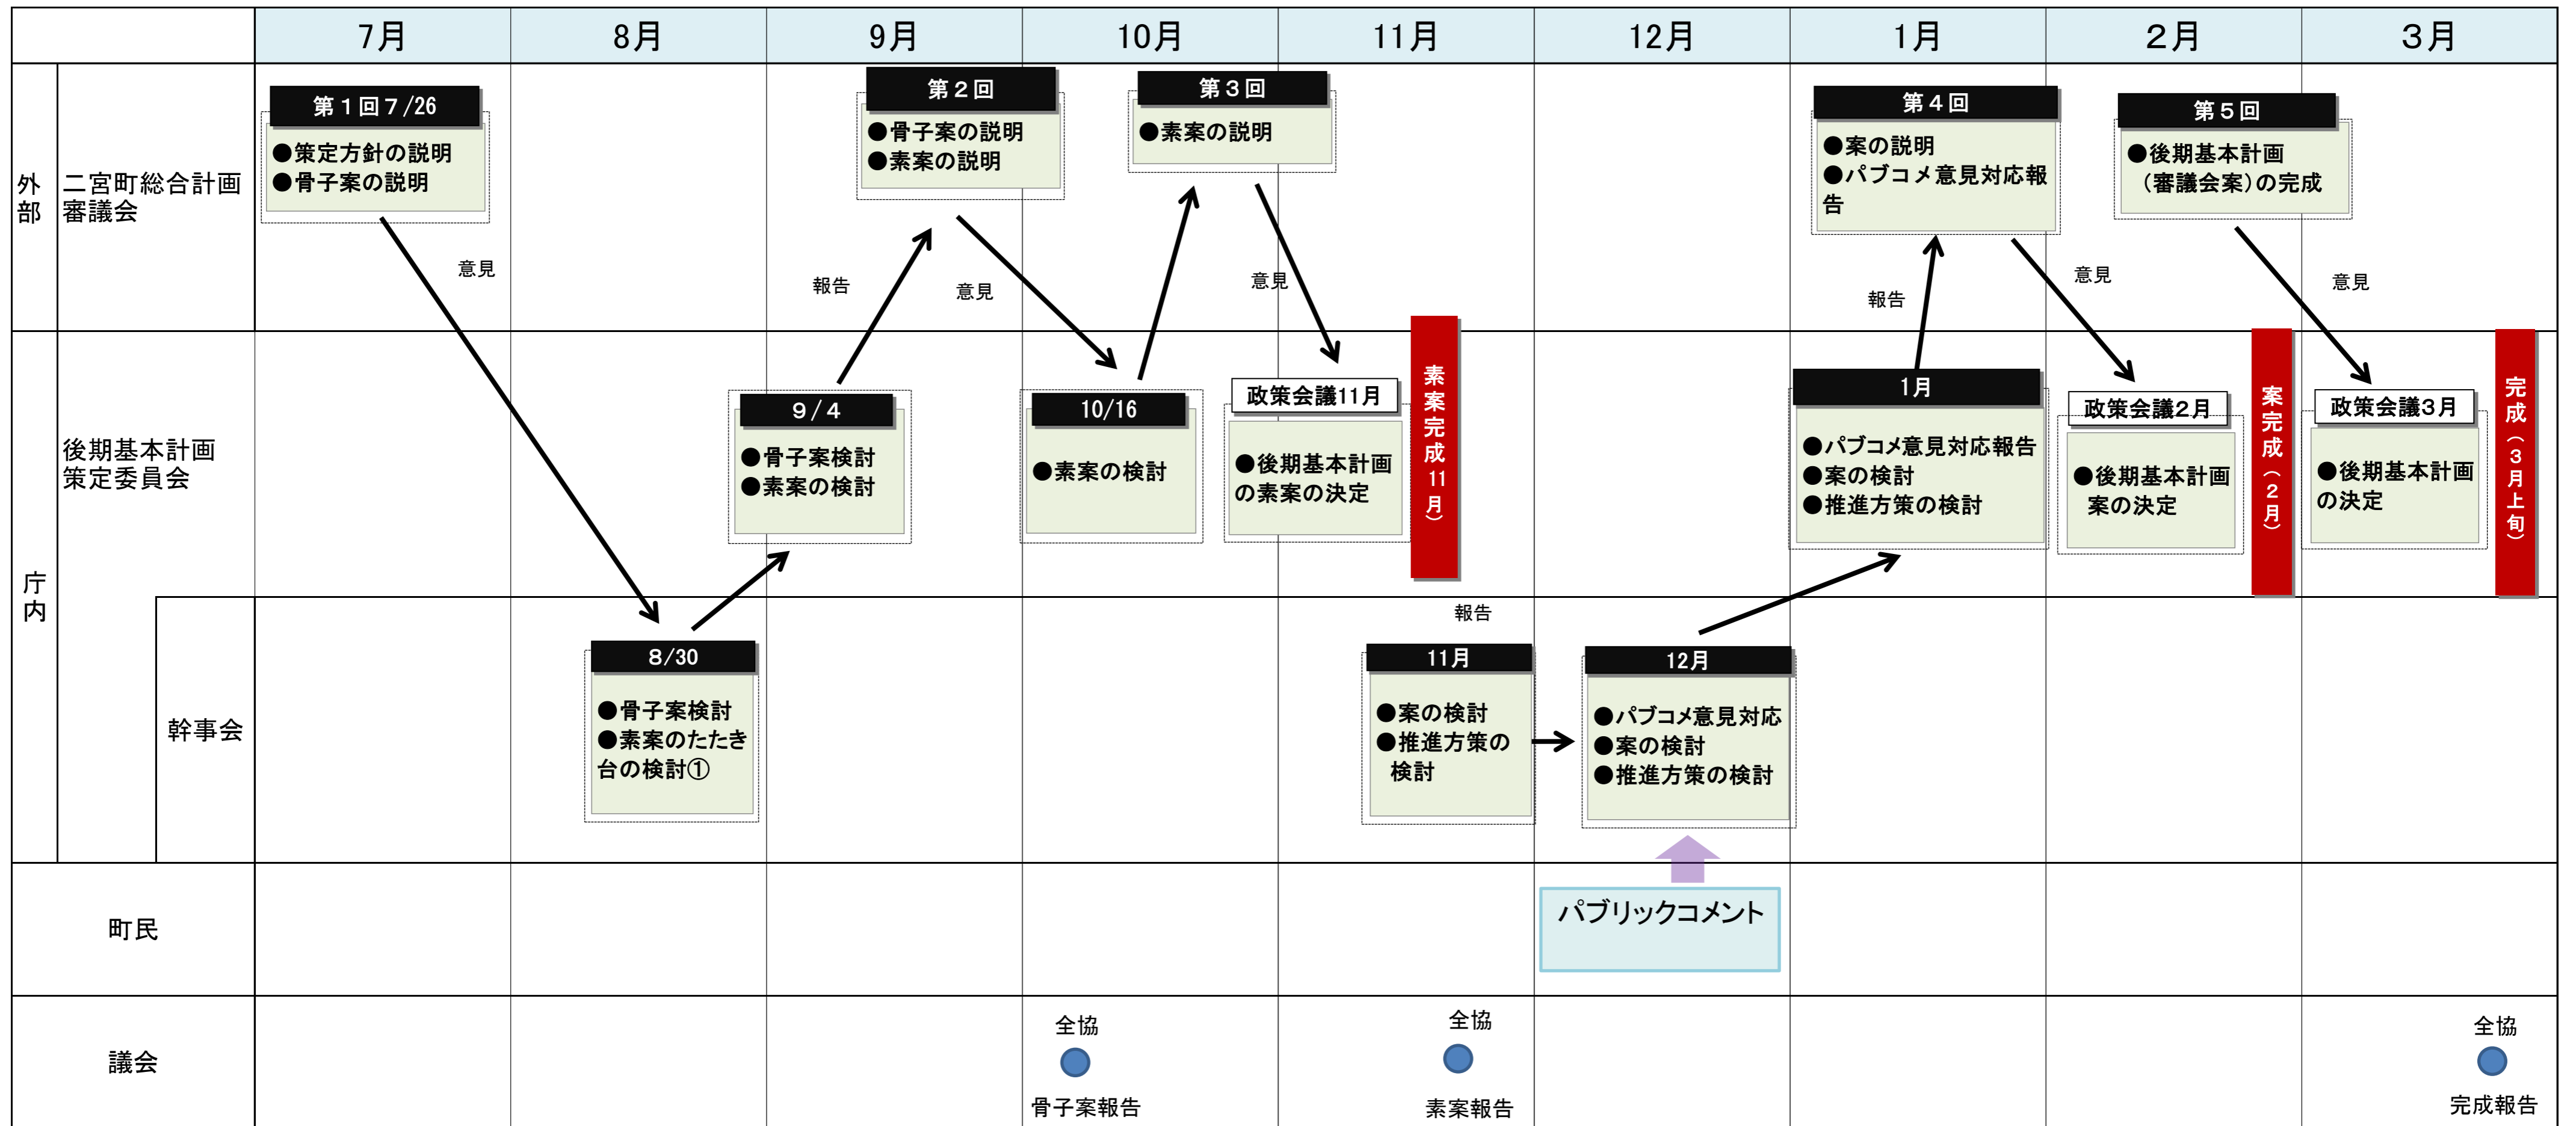 7月
8月
9月
10月
11月
12月
1月
2月
3月
外部
二宮町総合計画
審議会
第1回7/26
●策定方針の説明
●骨子案の説明
第2回
●骨子案の説明
●素案の説明
第3回
●素案の説明
第4回
●案の説明
●パブコメ意見対応報
告
第5回
●後期基本計画
(審議会案)の完成
意見
報告
意見
意見
報告
意見
意見
庁内
後期基本計画
策定委員会
9/4
●骨子案検討
●素案の検討
10/16
●素案の検討
政策会議11月
●後期基本計画
の素案の決定
素案完成11月)
1月
●パブコメ意見対応報告
●案の検討
●推進方策の検討
政策会議2月
●後期基本計画
案の決定
案完成(2月)
政策会議3月
●後期基本計画
の決定
完成(3月上旬)
幹事会
8/30
●骨子案検討
●素案のたたき
台の検討①
報告
11月
●案の検討
●推進方策の
検討
12月
●パブコメ意見対応
●案の検討
●推進方策の検討
町民
パブリックコメント
議会
全協
骨子案報告
全協
素案報告
全協
完成報告